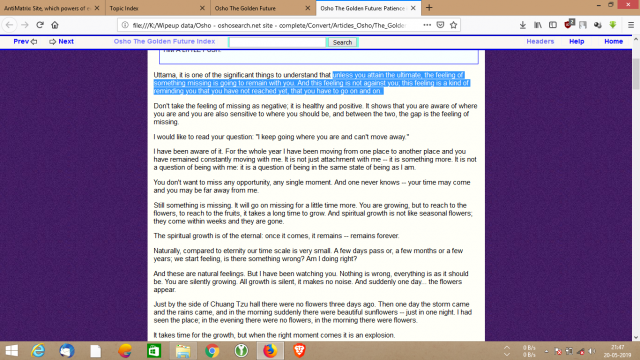 AntiMatrix Site, which powers of e
Topic Index
Osho The Golden Future
Osho The Golden Future Patience
file:///K:/Wipeup data/Osho - oshosearch.net site - complete/Convert/Articles_Osho/The_Golden
Prev Next Osho The Golden Future Index Search Headers Help Home
Uttama, it is one of the significant things to understand that unless you attain the ultimate, the feeling of
something missing is going to remain with you. And this feeling is not against you; this feeling is a kind of
reminding you that you have not reached yet, that you have to go on and on.
Don't take the feeling of missing as negative; it is healthy and positive. It shows that you are aware of where
you are and you are also sensitive to where you should be, and between the two, the gap is the feeling of
missing.
I would like to read your question: "I keep going where you are and can't move away."
I have been aware of it. For the whole year I have been moving from one place to another place and you
have remained constantly moving with me. It is not just attachment with me -- it is something more. It is not
a question of being with me: it is a question of being in the same state of being as I am.
You don't want to miss any opportunity, any single moment. And one never knows -- your time may come
and you may be far away from me.
Still something is missing. It will go on missing for a little time more. You are growing, but to reach to the
flowers, to reach to the fruits, it takes a long time to grow. And spiritual growth is not like seasonal flowers;
they come within weeks and they are gone.
The spiritual growth is of the eternal: once it comes, it remains -- remains forever.
Naturally, compared to eternity our time scale is very small. A few days pass or, a few months or a few
years; we start feeling, is there something wrong? Am I doing right?
And these are natural feelings. But I have been watching you. Nothing is wrong, everything is as it should
be. You are silently growing. All growth is silent, it makes no noise. And suddenly one day... the flowers
appear.
Just by the side of Chuang Tzu hall there were no flowers three days ago. Then one day the storm came
and the rains came, and in the morning suddenly there were beautiful sunflowers -- just in one night. I had
seen the place; in the evening there were no flowers, in the morning there were flowers.
It takes time for the growth, but when the right moment comes it is an explosion.
0 B/s
0 B/s
21:47
20-05-2019